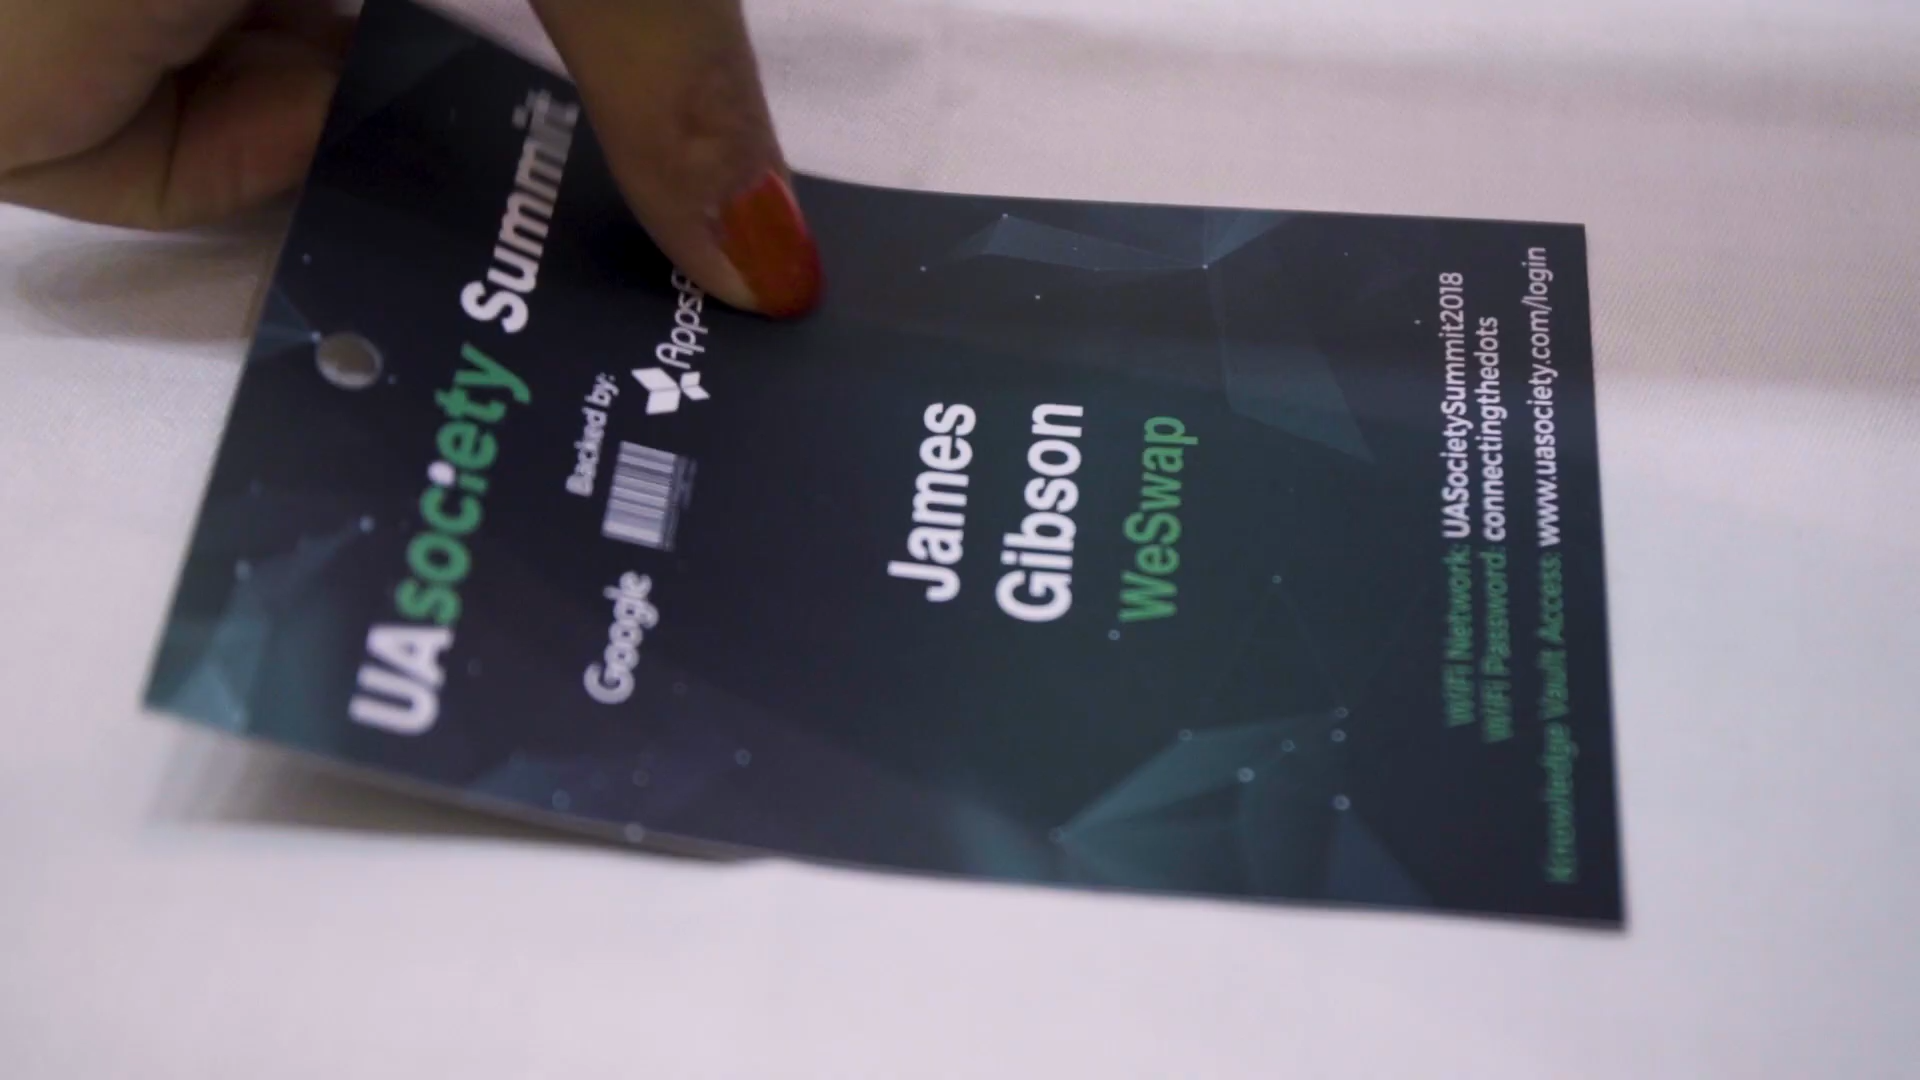 UAsociety Summit
Backed by:
Google
James
Gibson
WeSwap
WiFi Network: UASocietySummit2018
WiFi Password: connectingthedots
Knowledge Vault Access: www.uasociety.com/login